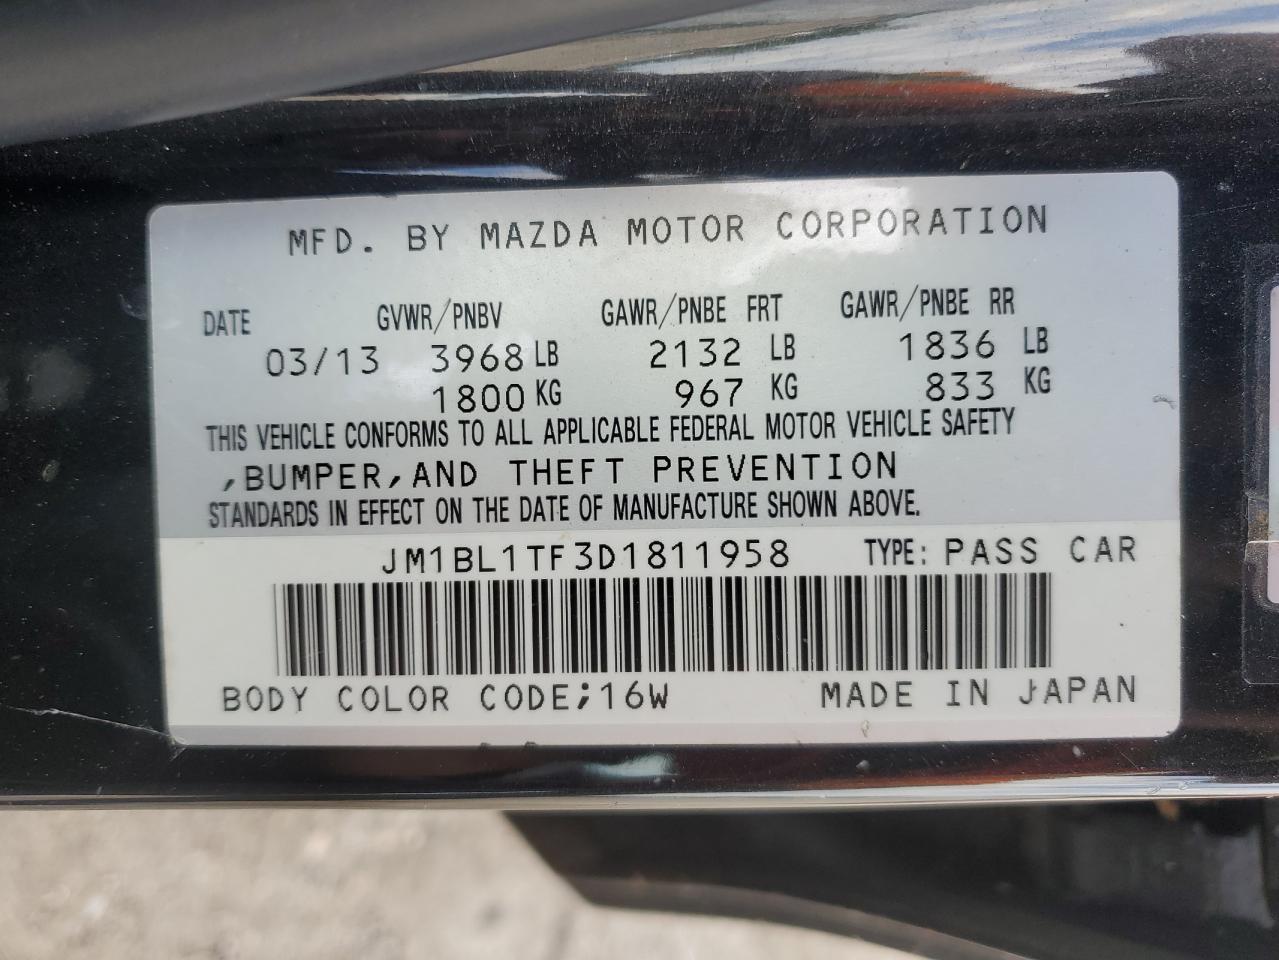 MFD. BY MAZDA MOTOR CORPORATION
DATE GVWR/PNBV GAWR/PNBE FRT GAWR/PNBE RR
03/13 3968 LB 2132 LB 1836 LB
1800 KG 967 KG 833 KG
THIS VEHICLE CONFORMS TO ALL APPLICABLE FEDERAL MOTOR VEHICLE SAFETY
,BUMPER,AND THEFT PREVENTION
STANDARDS IN EFFECT ON THE DATE OF MANUFACTURE SHOWN ABOVE.
JM1BL1TF3D1811958 TYPE: PASS CAR
BODY COLOR CODE;16W MADE IN JAPAN